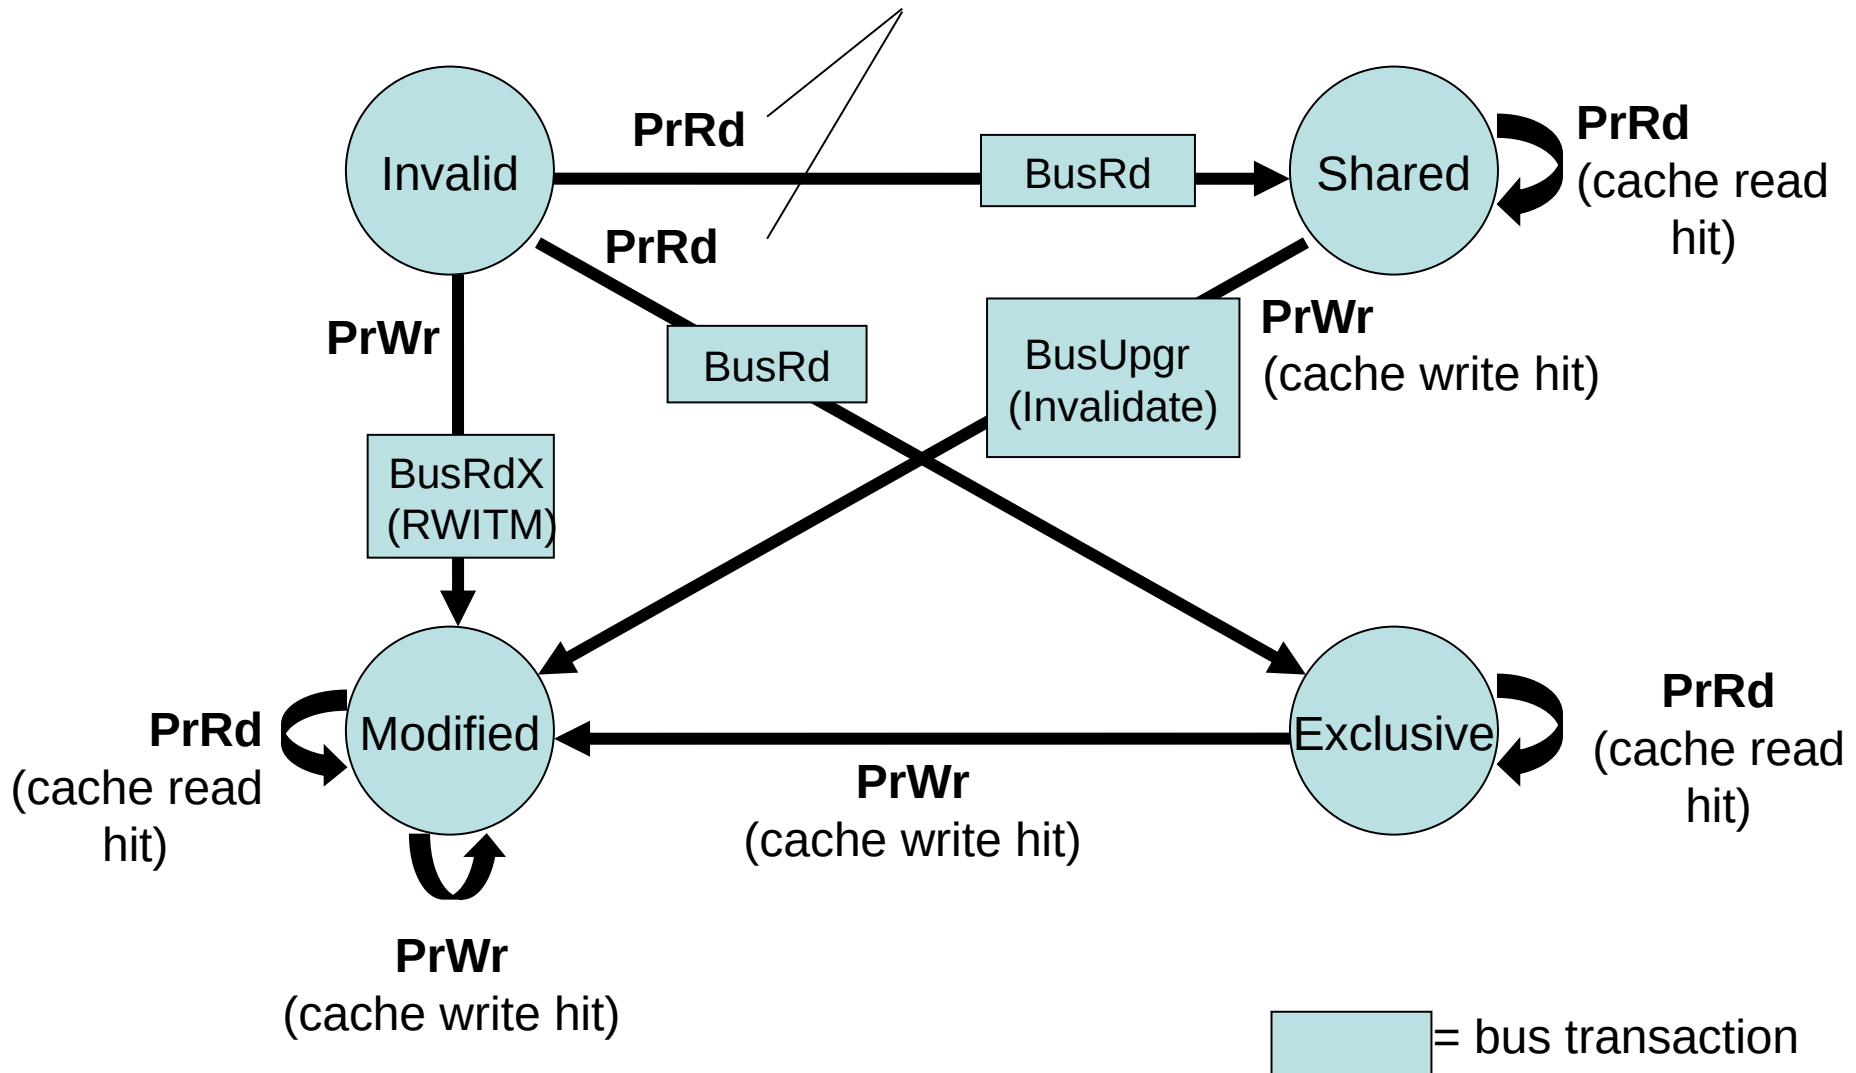 PrRd
Invalid
BusRd
Shared
PrRd
(cache read
hit)
PrRd
PrWr
BusRd
BusUpgr
(Invalidate)
PrWr
(cache write hit)
BusRdX
(RWITM)
PrRd
(cache read
hit)
Modified
Exclusive
PrRd
(cache read
hit)
PrWr
(cache write hit)
PrWr
(cache write hit)
= bus transaction